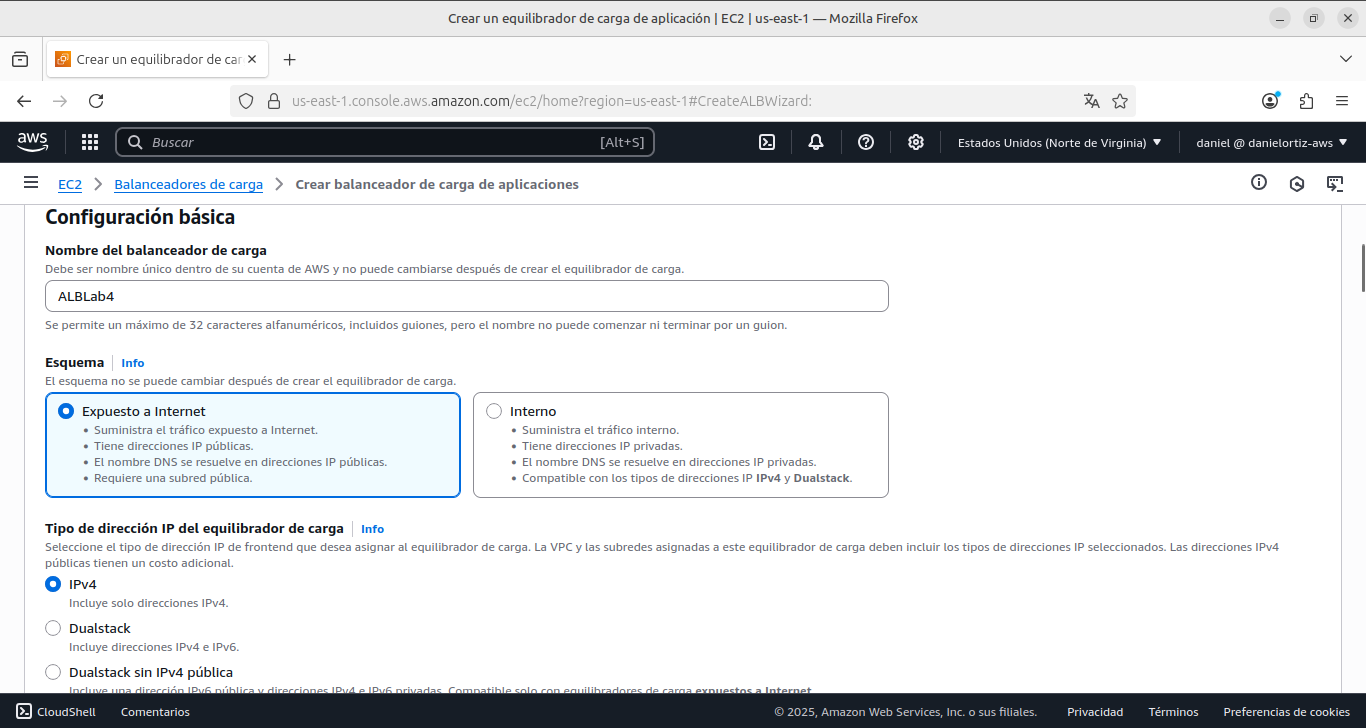 Crear un equilibrador de carga de aplicación | EC2 | us-east-1 — Mozilla Firefox
Crear un equilibrador de car
us-east-1.console.aws.amazon.com/ec2/home?region=us-east-1#CreateALBWizard:
aws
Buscar
[Alt+S]
Estados Unidos (Norte de Virginia)
daniel @ danielortiz-aws
EC2
Balanceadores de carga
Crear balanceador de carga de aplicaciones
Configuración básica
Nombre del balanceador de carga
Debe ser nombre único dentro de su cuenta de AWS y no puede cambiarse después de crear el equilibrador de carga.
ALBLab4
Se permite un máximo de 32 caracteres alfanuméricos, incluidos guiones, pero el nombre no puede comenzar ni terminar por un guion.
Esquema
Info
El esquema no se puede cambiar después de crear el equilibrador de carga.
Expuesto a Internet
• Suministra el tráfico expuesto a Internet.
• Tiene direcciones IP públicas.
• El nombre DNS se resuelve en direcciones IP públicas.
• Requiere una subred pública.
Interno
• Suministra el tráfico interno.
• Tiene direcciones IP privadas.
• El nombre DNS se resuelve en direcciones IP privadas.
• Compatible con los tipos de direcciones IP IPv4 y Dualstack.
Tipo de dirección IP del equilibrador de carga
Info
Seleccione el tipo de dirección IP de frontend que desea asignar al equilibrador de carga. La VPC y las subredes asignadas a este equilibrador de carga deben incluir los tipos de direcciones IP seleccionados. Las direcciones IPv4
públicas tienen un costo adicional.
IPv4
Incluye solo direcciones IPv4.
Dualstack
Incluye direcciones IPv4 e IPv6.
Dualstack sin IPv4 pública
Incluye una dirección IPv6 pública y direcciones IPv4 e IPv6 privadas. Compatible solo con equilibradores de carga expuestos a Internet
CloudShell
Comentarios
© 2025, Amazon Web Services, Inc. o sus filiales.
Privacidad
Términos
Preferencias de cookies